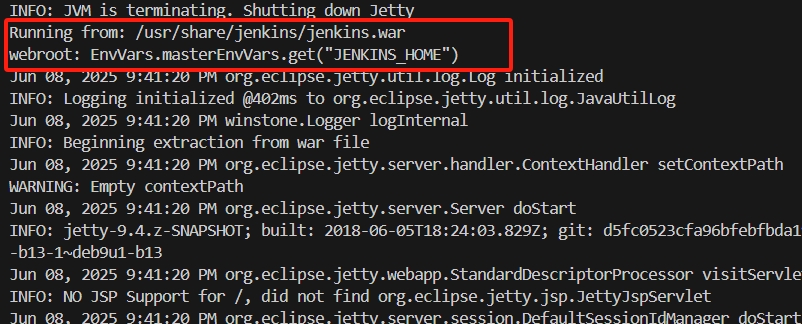 INFO: JVM is terminating. Shutting down Jetty
Running from: /usr/share/jenkins/jenkins.war
webroot: EnvVars.masterEnvVars.get("JENKINS_HOME")
Jun 08, 2025 9:41:20 PM org.eclipse.jetty.util.log.Log initialized
INFO: Logging initialized @402ms to org.eclipse.jetty.util.log.JavaUtilLog
Jun 08, 2025 9:41:20 PM winstone.Logger logInternal
INFO: Beginning extraction from war file
Jun 08, 2025 9:41:20 PM org.eclipse.jetty.server.handler.ContextHandler setContextPath
WARNING: Empty contextPath
Jun 08, 2025 9:41:20 PM org.eclipse.jetty.server.Server doStart
INFO: jetty-9.4.z-SNAPSHOT; built: 2018-06-05T18:24:03.829Z; git: d5fc0523cfa96bfebfbda1
-b13-1~deb9u1-b13
Jun 08, 2025 9:41:20 PM org.eclipse.jetty.webapp.StandardDescriptorProcessor visitServle
INFO: NO JSP Support for /, did not find org.eclipse.jetty.jsp.JettyJspServlet
Jun 08, 2025 9:41:20 PM org.eclipse.jetty.server.session.DefaultSessionIdManager doStart